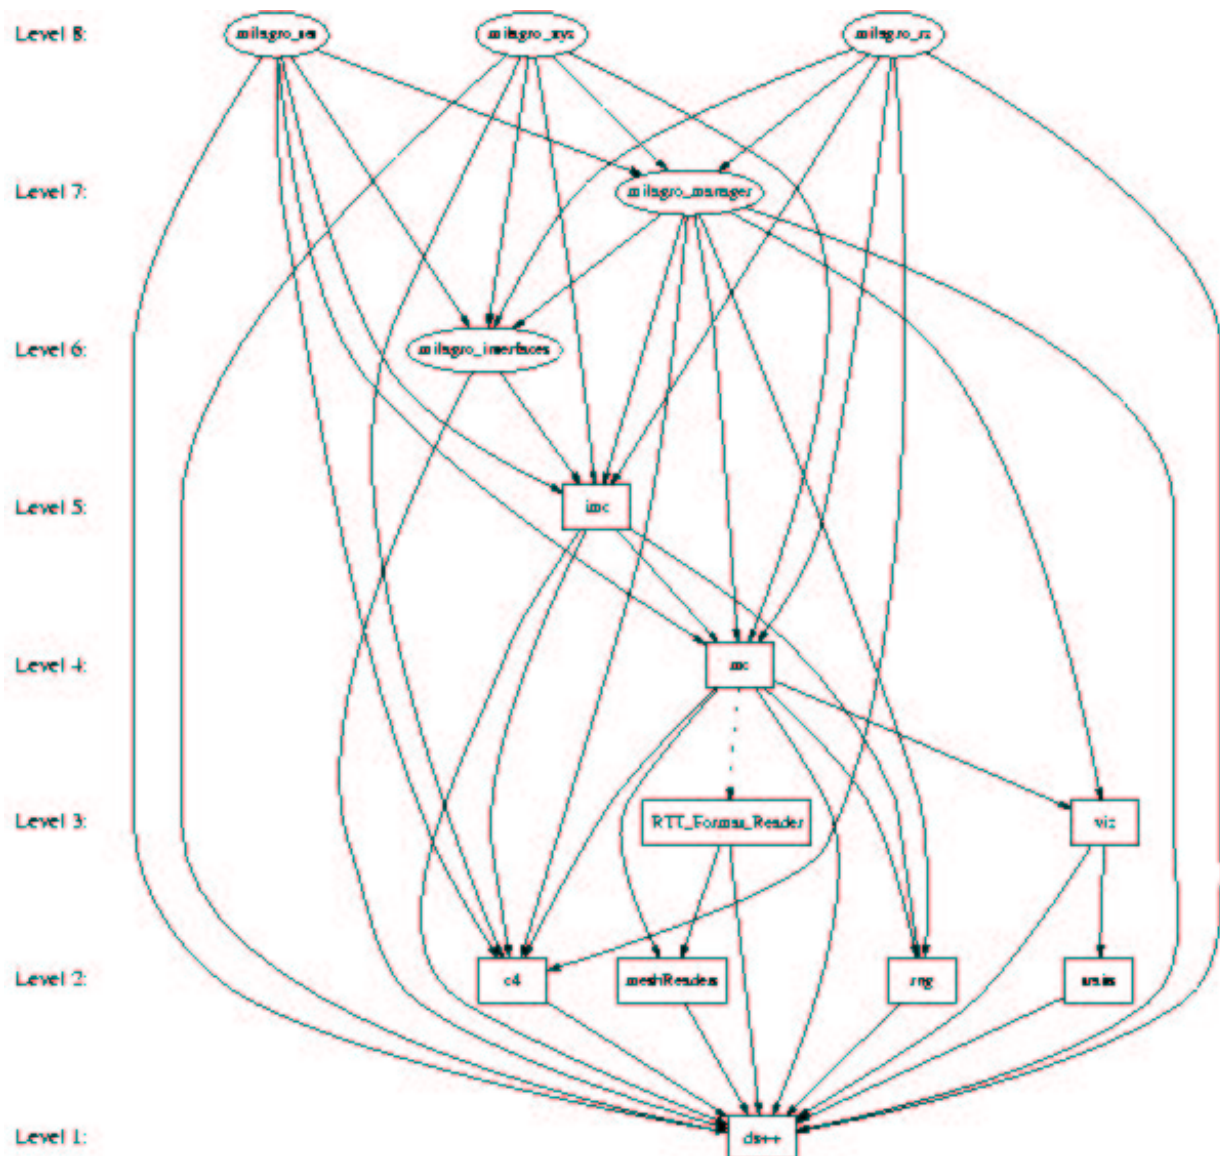 Level 8:
milagro_xyz
milagro_rz
Level 7:
milagro_manager
Level 6:
milagro_interfaces
Level 5:
imc
Level 4:
mc
Level 3:
RTT_Format_Reader
viz
Level 2:
c4
meshReaders
rng
units
Level 1:
ds++